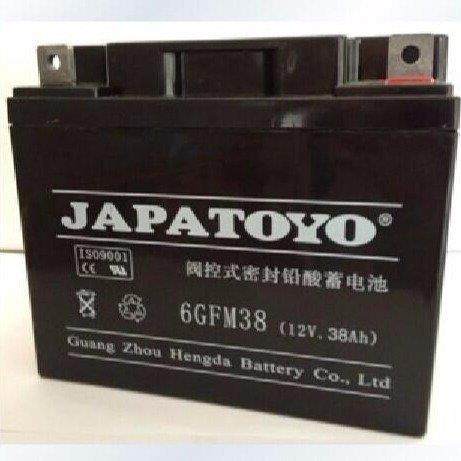 JAPATOYO®
ISO9001
CE
阀控式密封铅酸蓄电池
6GFM38 (12V.38Ah)
Guang Zhou Hengda Battery Co., Ltd